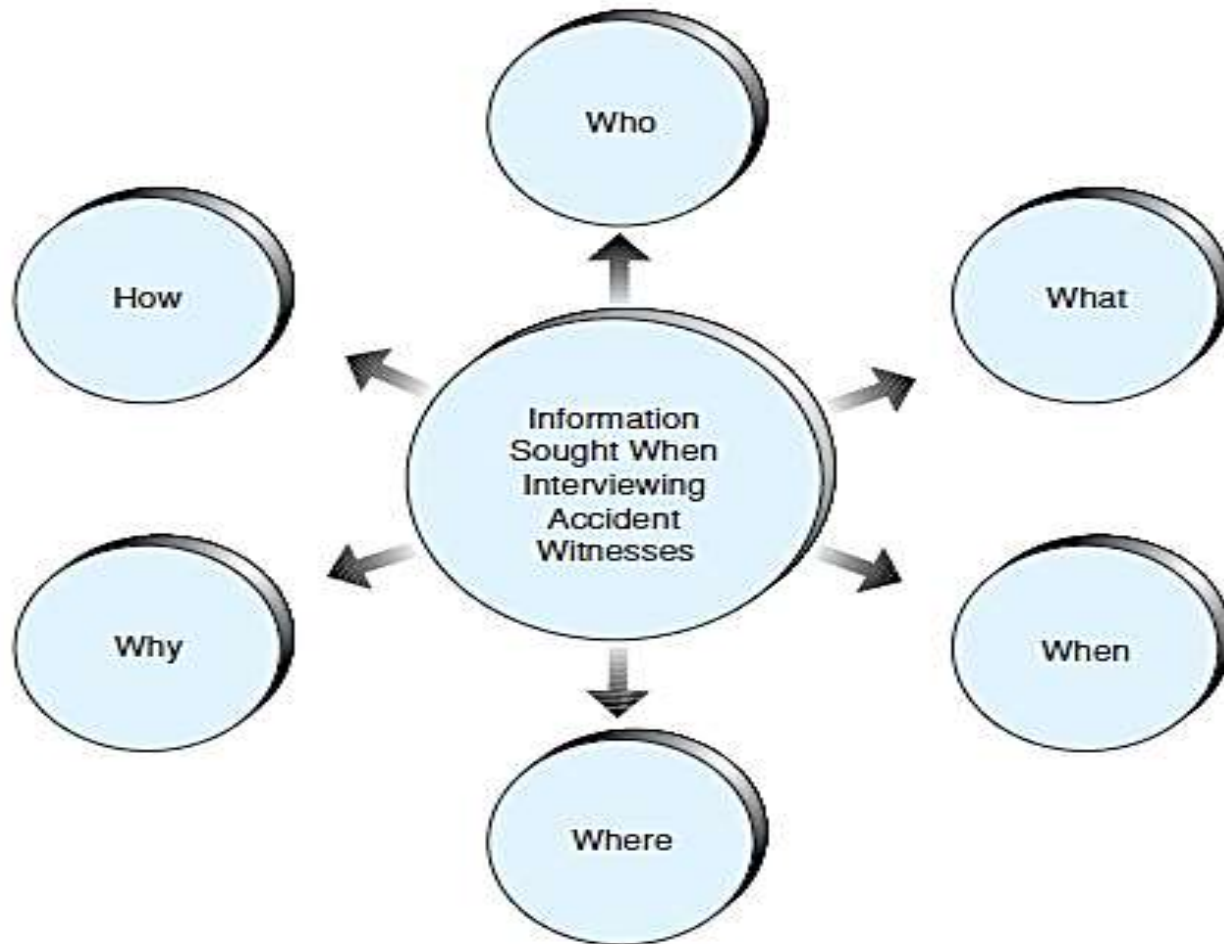 Who
How
What
Information
Sought When
Interviewing
Accident
Witnesses
Why
When
Where